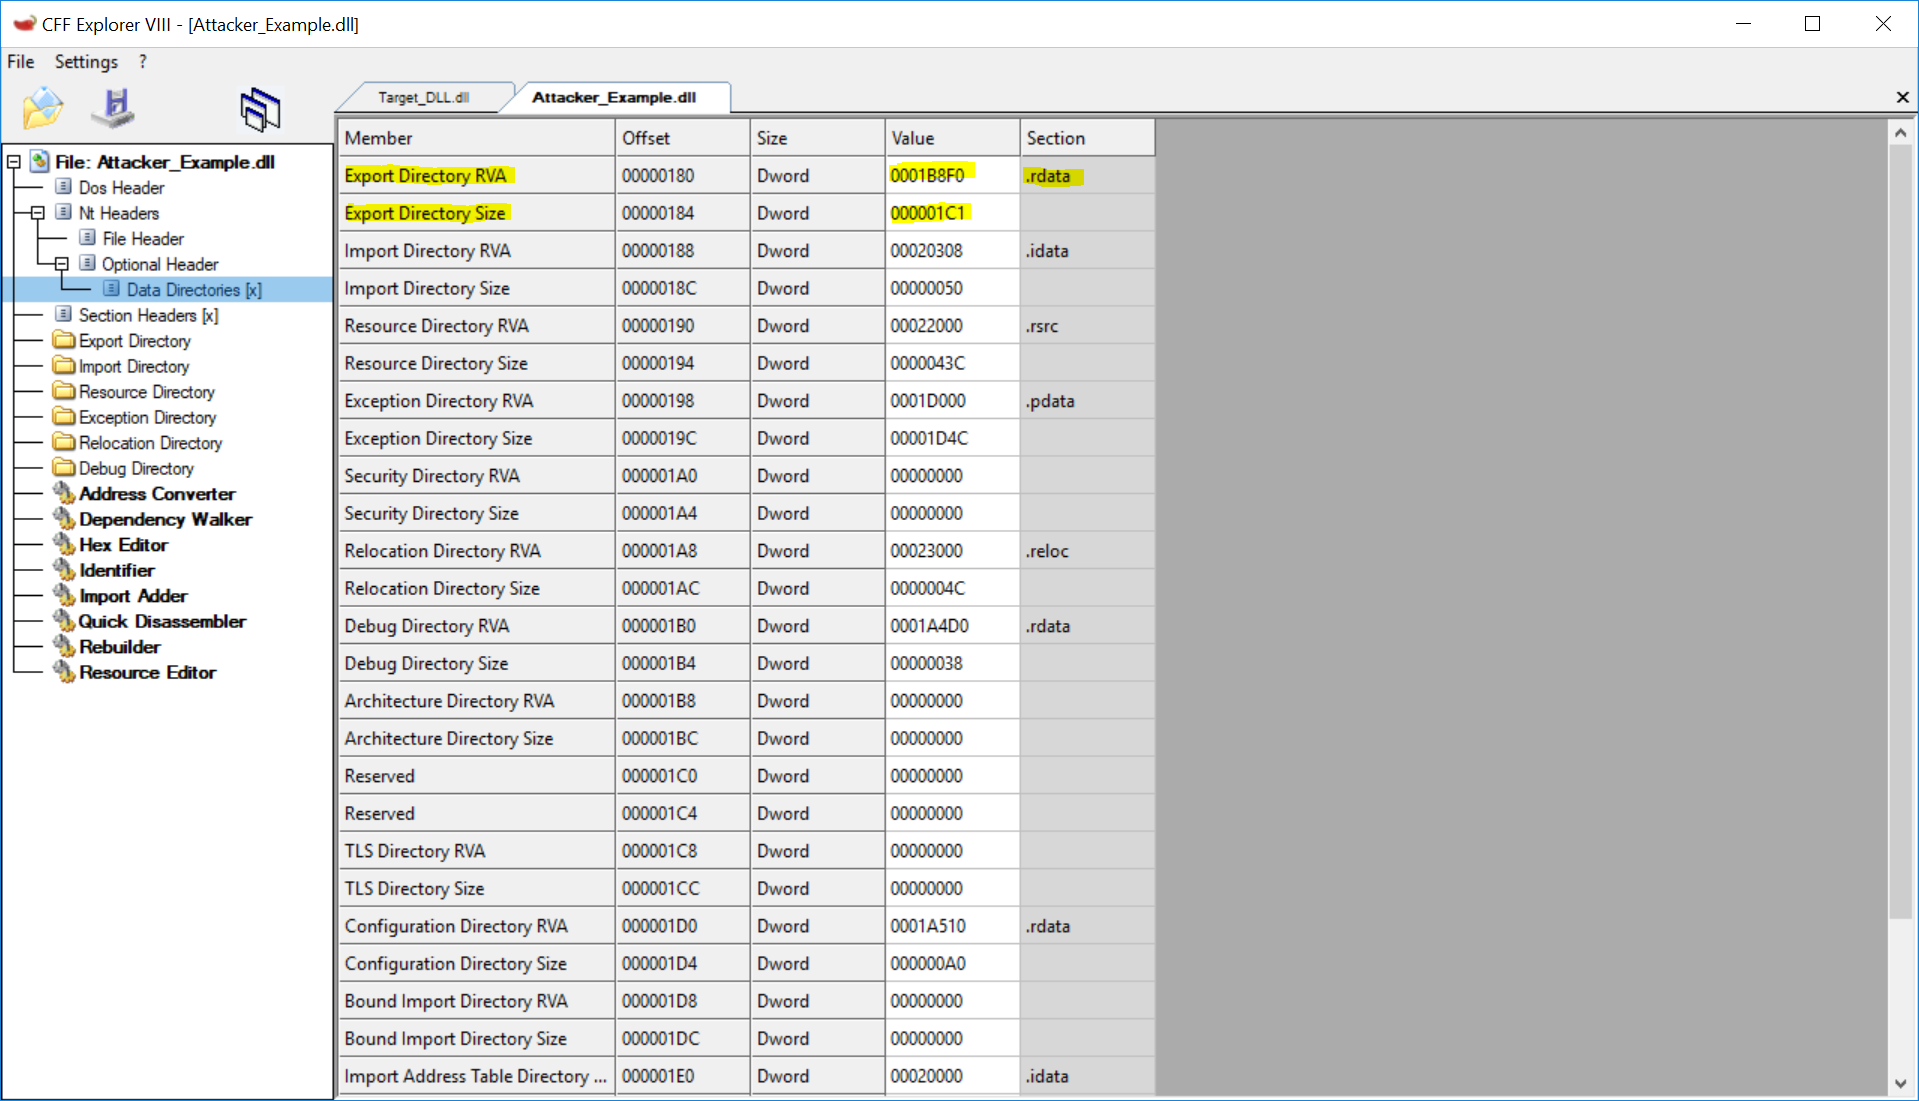 CFF Explorer VIII - [Attacker_Example.dll]
File Settings ?
Target_DLL.dll Attacker_Example.dll
File: Attacker_Example.dll
Dos Header
Nt Headers
File Header
Optional Header
Data Directories [x]
Section Headers [x]
Export Directory
Import Directory
Resource Directory
Exception Directory
Relocation Directory
Debug Directory
Address Converter
Dependency Walker
Hex Editor
Identifier
Import Adder
Quick Disassembler
Rebuilder
Resource Editor
Member Offset Size Value Section
Export Directory RVA 00000180 Dword 0001B8F0 .rdata
Export Directory Size 00000184 Dword 000001C1
Import Directory RVA 00000188 Dword 00020308 .idata
Import Directory Size 0000018C Dword 00000050
Resource Directory RVA 00000190 Dword 00022000 .rsrc
Resource Directory Size 00000194 Dword 0000043C
Exception Directory RVA 00000198 Dword 0001D000 .pdata
Exception Directory Size 0000019C Dword 00001D4C
Security Directory RVA 000001A0 Dword 00000000
Security Directory Size 000001A4 Dword 00000000
Relocation Directory RVA 000001A8 Dword 00023000 .reloc
Relocation Directory Size 000001AC Dword 0000004C
Debug Directory RVA 000001B0 Dword 0001A4D0 .rdata
Debug Directory Size 000001B4 Dword 00000038
Architecture Directory RVA 000001B8 Dword 00000000
Architecture Directory Size 000001BC Dword 00000000
Reserved 000001C0 Dword 00000000
Reserved 000001C4 Dword 00000000
TLS Directory RVA 000001C8 Dword 00000000
TLS Directory Size 000001CC Dword 00000000
Configuration Directory RVA 000001D0 Dword 0001A510 .rdata
Configuration Directory Size 000001D4 Dword 000000A0
Bound Import Directory RVA 000001D8 Dword 00000000
Bound Import Directory Size 000001DC Dword 00000000
Import Address Table Directory ... 000001E0 Dword 00020000 .idata